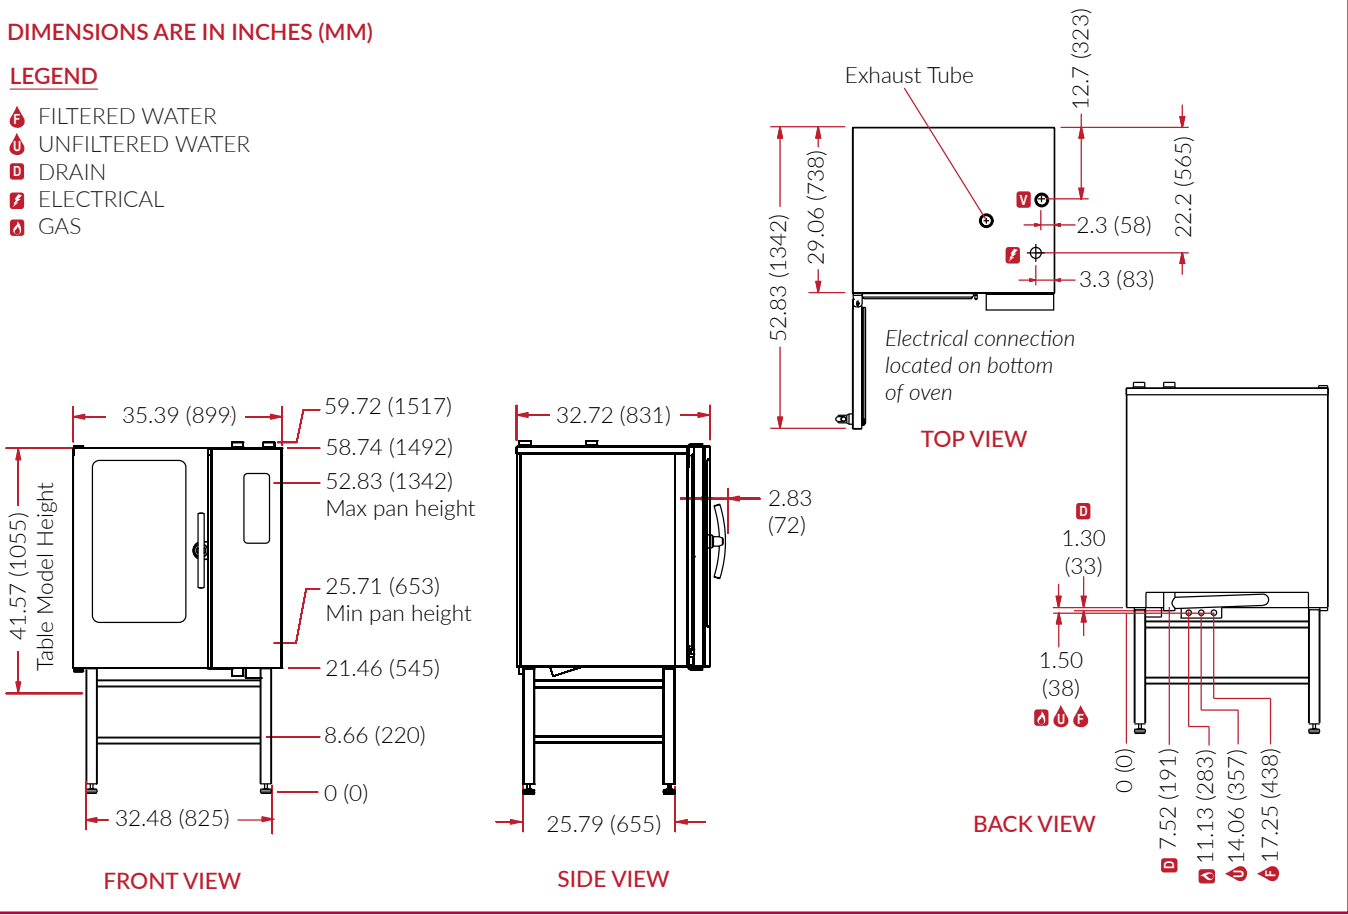 DIMENSIONS ARE IN INCHES (MM)
LEGEND
F FILTERED WATER
U UNFILTERED WATER
D DRAIN
ELECTRICAL
GAS
Exhaust Tube
12.7 (323)
22.2 (565)
29.06 (738)
52.83 (1342)
V
2.3 (58)
3.3 (83)
Electrical connection
located on bottom
of oven
TOP VIEW
35.39 (899)
59.72 (1517)
58.74 (1492)
52.83 (1342)
Max pan height
41.57 (1055)
Table Model Height
25.71 (653)
Min pan height
21.46 (545)
8.66 (220)
0 (0)
32.48 (825)
FRONT VIEW
32.72 (831)
2.83
(72)
25.79 (655)
SIDE VIEW
D
1.30
(33)
1.50
(38)
U F
0 (0)
D 7.52 (191)
11.13 (283)
U 14.06 (357)
F 17.25 (438)
BACK VIEW